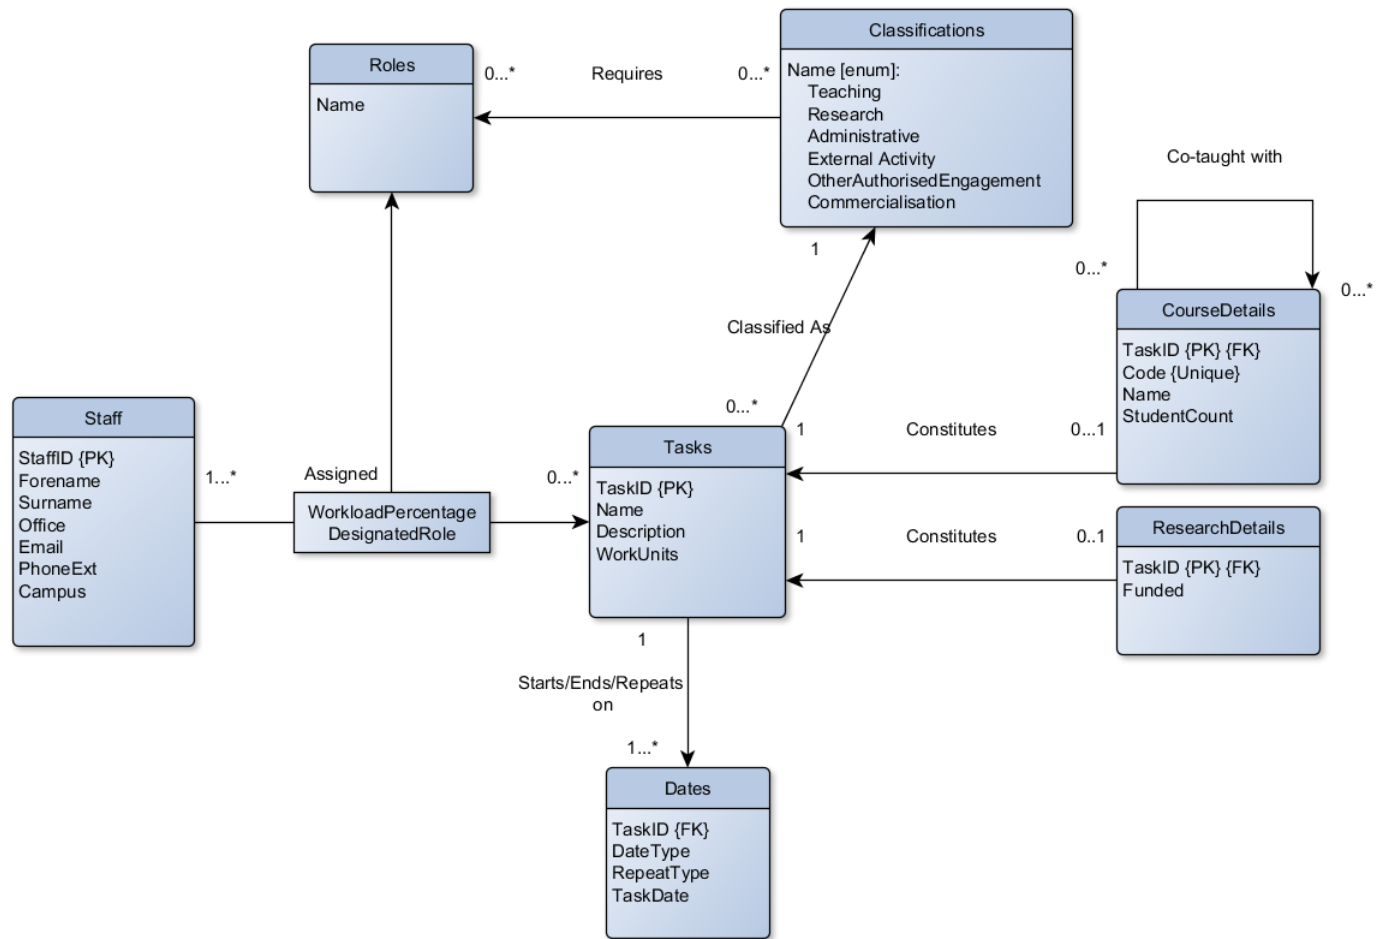 Classifications
Name [enum]:
Teaching
Research
Administrative
External Activity
OtherAuthorisedEngagement
Commercialisation
Roles
Name
0...*
Requires
0...*
Co-taught with
1
0...*
0...*
Classified As
CourseDetails
TaskID {PK} {FK}
Code {Unique}
Name
StudentCount
Staff
StaffID {PK}
Forename
Surname
Office
Email
PhoneExt
Campus
1...*
Assigned
WorkloadPercentage
DesignatedRole
0...*
0...*
Tasks
TaskID {PK}
Name
Description
WorkUnits
1
Constitutes
0...1
1
Constitutes
0..1
ResearchDetails
TaskID {PK} {FK}
Funded
1
Starts/Ends/Repeats
on
1...*
Dates
TaskID {FK}
DateType
RepeatType
TaskDate